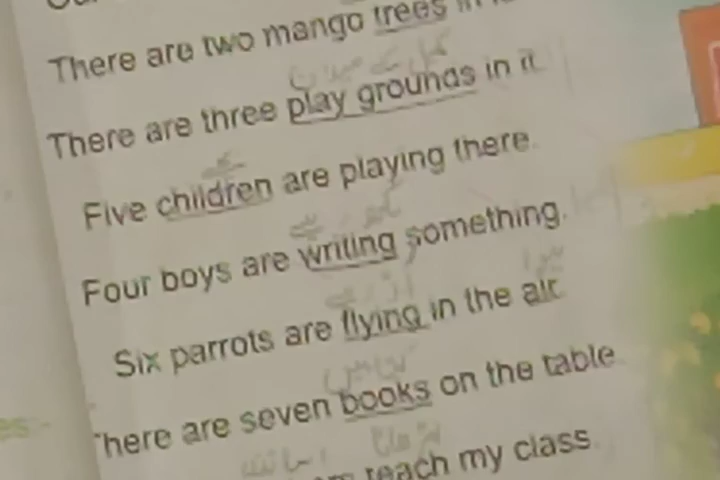 There are two mango trees in
There are three play grounds in it
Five children are playing there.
Four boys are writing something.
Six parrots are flying in the air.
There are seven books on the table.
teach my class.